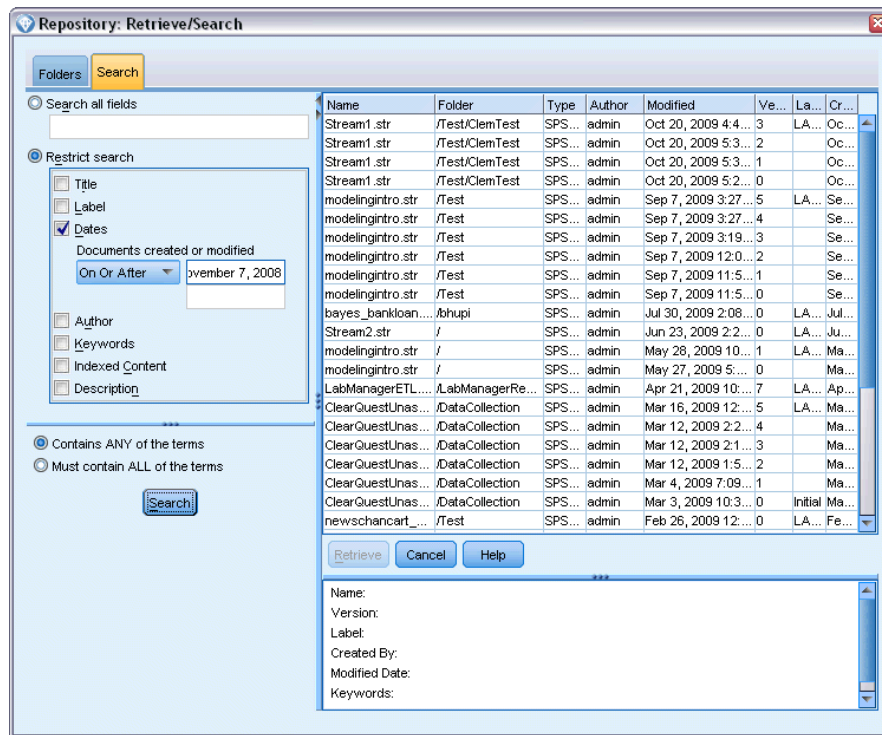 Repository: Retrieve/Search
Folders
Search
Search all fields
Restrict search
Title
Label
Dates
Documents created or modified
On Or After
ovember 7, 2008
Author
Keywords
Indexed Content
Description
Contains ANY of the terms
Must contain ALL of the terms
Search
Name Folder Type Author Modified Ve... La... Cr...
Stream1.str /Test/ClemTest SPS... admin Oct 20, 2009 4:4... 3 LA... Oc...
Stream1.str /Test/ClemTest SPS... admin Oct 20, 2009 5:3... 2 Oc...
Stream1.str /Test/ClemTest SPS... admin Oct 20, 2009 5:3... 1 Oc...
Stream1.str /Test/ClemTest SPS... admin Oct 20, 2009 5:2... 0 Oc...
modelingintro.str /Test SPS... admin Sep 7, 2009 3:27... 5 LA... Se...
modelingintro.str /Test SPS... admin Sep 7, 2009 3:27... 4 Se...
modelingintro.str /Test SPS... admin Sep 7, 2009 3:19... 3 Se...
modelingintro.str /Test SPS... admin Sep 7, 2009 12:0... 2 Se...
modelingintro.str /Test SPS... admin Sep 7, 2009 11:5... 1 Se...
modelingintro.str /Test SPS... admin Sep 7, 2009 11:5... 0 Se...
bayes_bankloan.... /bhupi SPS... admin Jul 30, 2009 2:08... 0 LA... Jul...
Stream2.str / SPS... admin Jun 23, 2009 2:2... 0 LA... Ju...
modelingintro.str / SPS... admin May 28, 2009 10... 1 LA... Ma...
modelingintro.str / SPS... admin May 27, 2009 5:... 0 Ma...
LabManagerETL.... /LabManagerRe... SPS... admin Apr 21, 2009 10:... 7 LA... Ap...
ClearQuestUnas... /DataCollection SPS... admin Mar 16, 2009 12:... 5 LA... Ma...
ClearQuestUnas... /DataCollection SPS... admin Mar 12, 2009 2:2... 4 Ma...
ClearQuestUnas... /DataCollection SPS... admin Mar 12, 2009 2:1... 3 Ma...
ClearQuestUnas... /DataCollection SPS... admin Mar 12, 2009 1:5... 2 Ma...
ClearQuestUnas... /DataCollection SPS... admin Mar 4, 2009 7:09... 1 Ma...
ClearQuestUnas... /DataCollection SPS... admin Mar 3, 2009 10:3... 0 Initial Ma...
newschancart_... /Test SPS... admin Feb 26, 2009 12:... 0 LA... Fe...
Retrieve Cancel Help
Name:
Version:
Label:
Created By:
Modified Date:
Keywords: